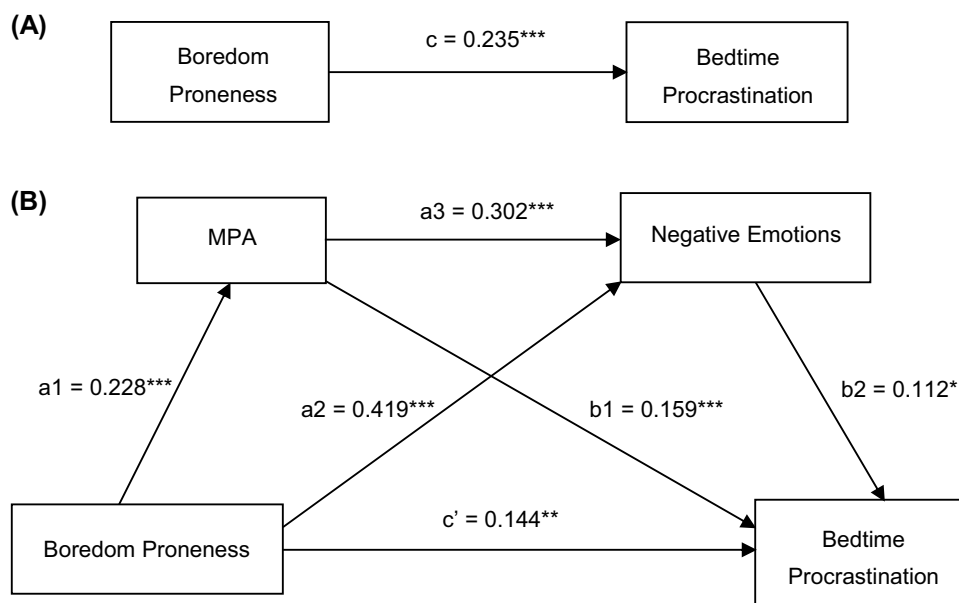 (A)
Boredom
Proneness
c = 0.235***
Bedtime
Procrastination
(B)
MPA
a3 = 0.302***
Negative Emotions
a1 = 0.228***
a2 = 0.419***
b1 = 0.159***
b2 = 0.112*
Boredom Proneness
c’ = 0.144**
Bedtime
Procrastination